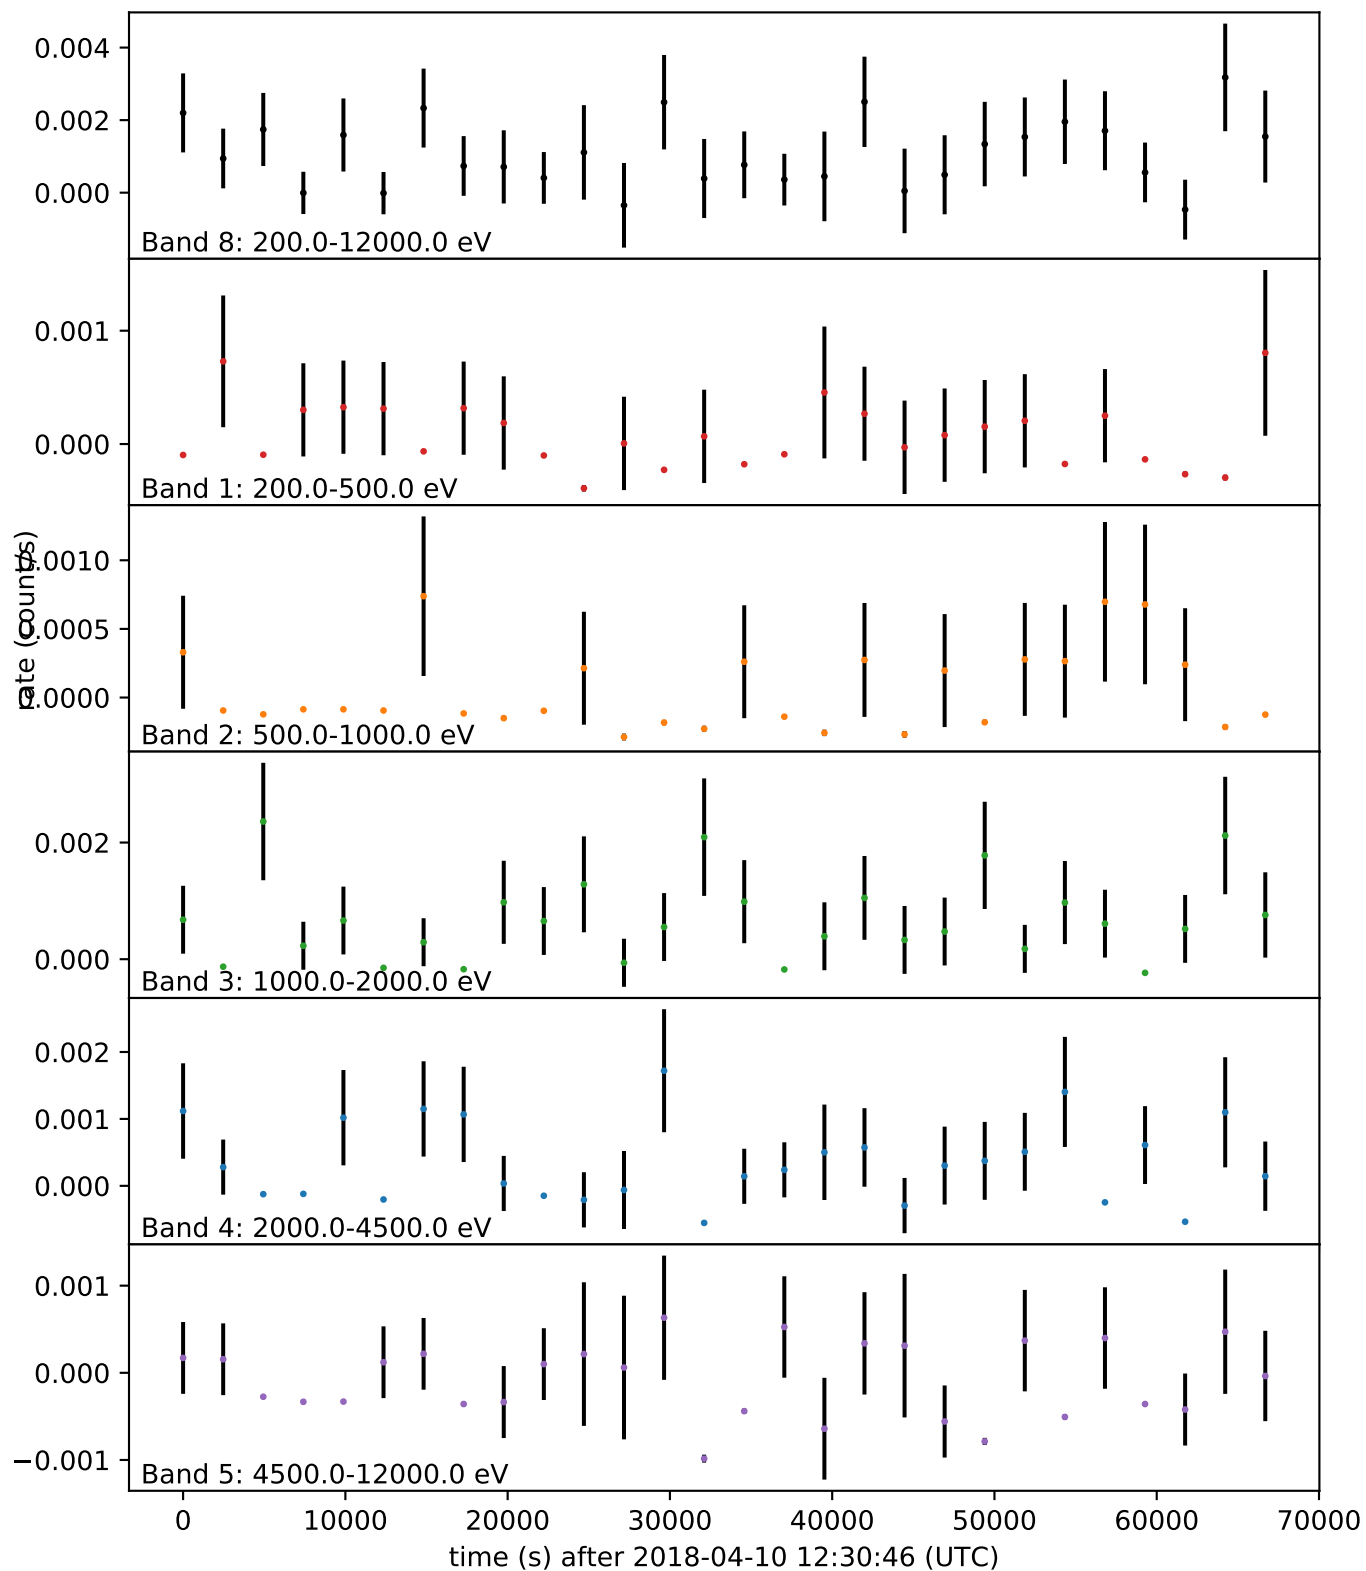 0.004
0.002
0.000
Band 8: 200.0-12000.0 eV
0.001
0.000
Band 1: 200.0-500.0 eV
rate (count/s)
0.0010
0.0005
0.0000
Band 2: 500.0-1000.0 eV
0.002
0.000
Band 3: 1000.0-2000.0 eV
0.002
0.001
0.000
Band 4: 2000.0-4500.0 eV
0.001
0.000
−0.001
Band 5: 4500.0-12000.0 eV
0 10000 20000 30000 40000 50000 60000 70000
time (s) after 2018-04-10 12:30:46 (UTC)